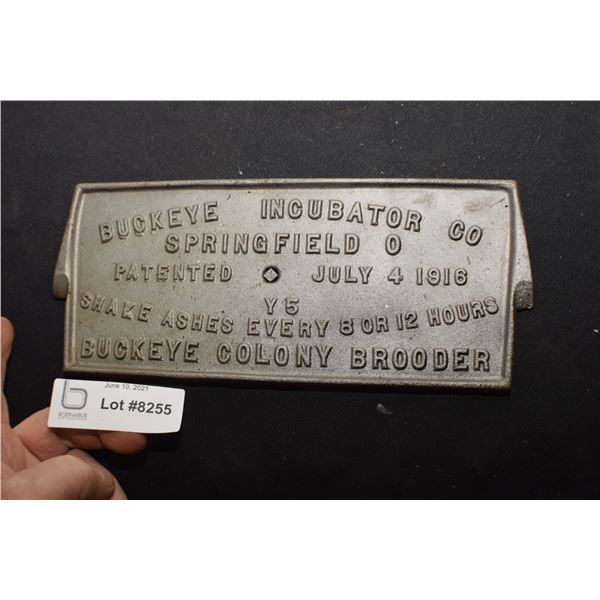 BUCKEYE INCUBATOR CO
SPRINGFIELD O
PATENTED JULY 4 1916
Y5
SHAKE ASHES EVERY 8 OR 12 HOURS
BUCKEYE COLONY BROODER
June 10, 2021
Lot #8255
b
BODNARUS